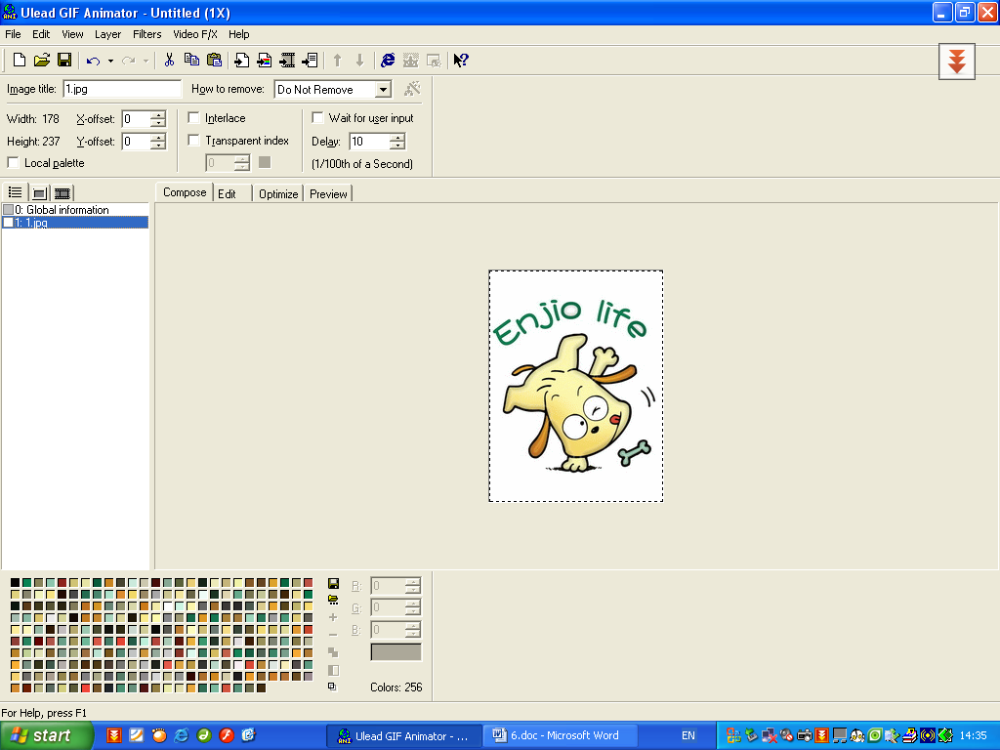 Ulead GIF Animator - Untitled (1X)
File Edit View Layer Filters Video F/X Help
Image title: 1.jpg How to remove: Do Not Remove
Width: 178 X-offset: 0 Interlace Wait for user input
Height: 237 Y-offset: 0 Transparent index Delay: 10
Local palette 0 (1/100th of a Second)
Compose Edit Optimize Preview
0: Global information
1: 1.jpg
Enjio life
R: 0
G: 0
B: 0
Colors: 256
For Help, press F1
start Ulead GIF Animator - ... 6.doc - Microsoft Word EN 14:35